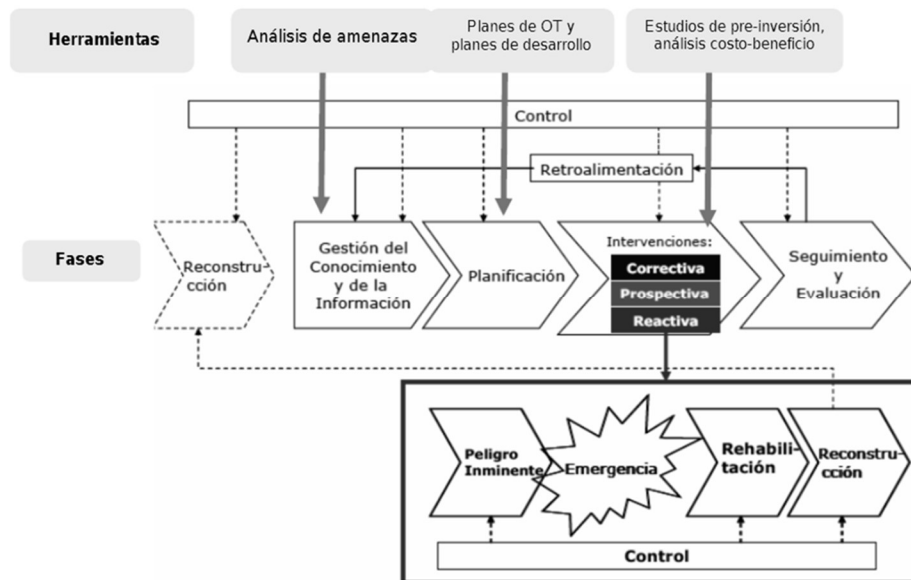 Herramientas
Análisis de amenazas
Planes de OT y
planes de desarrollo
Estudios de pre-inversión,
análisis costo-beneficio
Control
Retroalimentación
Fases
Reconstru-
cción
Gestión del
Conocimiento
y de la
Información
Planificación
Intervenciones:
Correctiva
Prospectiva
Reactiva
Seguimiento
y
Evaluación
Peligro
Inminente
Emergencia
Rehabili-
tación
Reconstru-
cción
Control